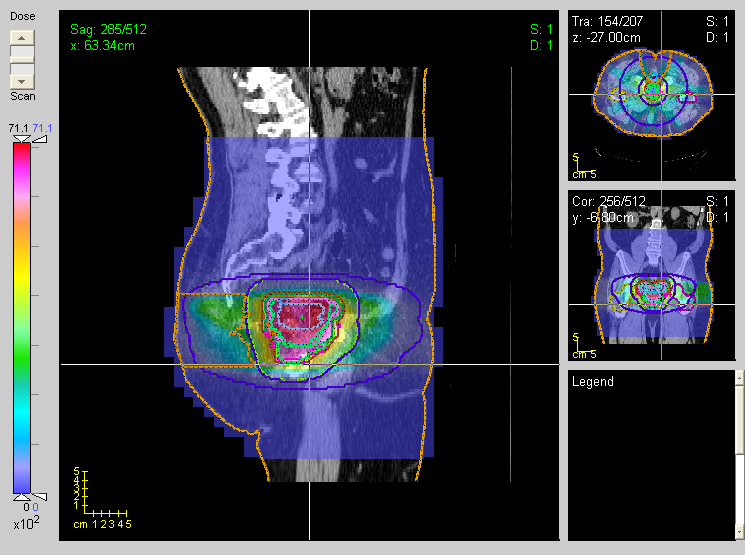 Dose
Scan
71.1 71.1
0 0
x10²
Sag: 285/512
x: 63.34cm
S: 1
D: 1
5
4
3
2
1
cm 1 2 3 4 5
Tra: 154/207
z: -27.00cm
S: 1
D: 1
5
cm 5
Cor: 256/512
y: -6.80cm
S: 1
D: 1
5
cm 5
Legend